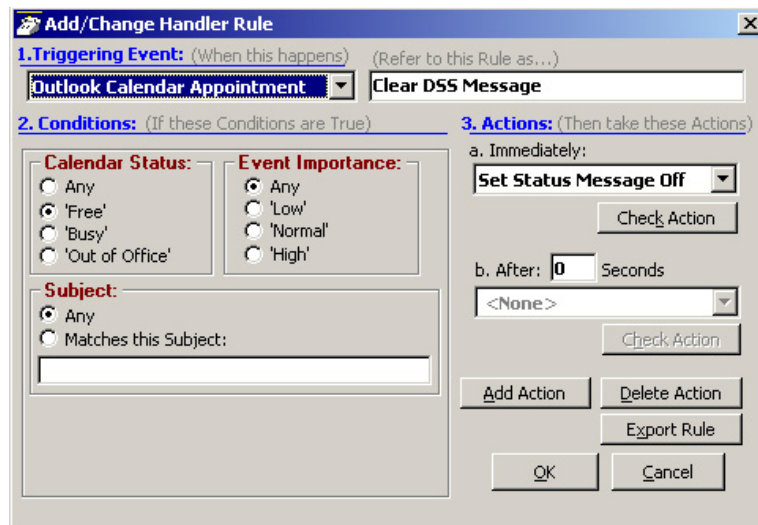 Add/Change Handler Rule
1.Triggering Event: (When this happens)
(Refer to this Rule as...)
Outlook Calendar Appointment
Clear DSS Message
2. Conditions: (If these Conditions are True)
3. Actions: (Then take these Actions)
Calendar Status:
Any
'Free'
'Busy'
'Out of Office'
Event Importance:
Any
'Low'
'Normal'
'High'
Subject:
Any
Matches this Subject:
a. Immediately:
Set Status Message Off
Check Action
b. After: 0 Seconds
<None>
Check Action
Add Action
Delete Action
Export Rule
OK
Cancel